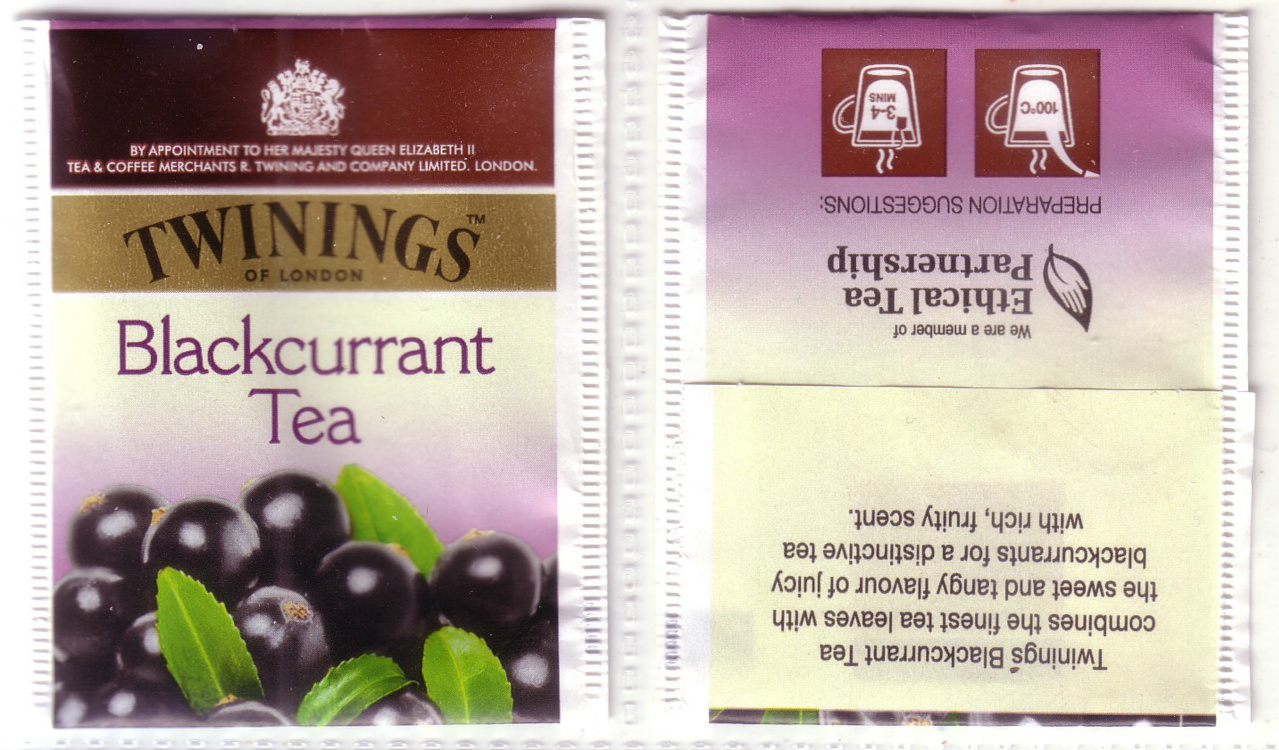 BY APPOINTMENT TO HER MAJESTY QUEEN ELIZABETH II
TEA & COFFEE MERCHANTS R. TWINING AND COMPANY LIMITED. LONDON.
TWININGS™
OF LONDON
Blackcurrant
Tea
Twinings Blackcurrant Tea
combines the finest tea leaves with
the sweet and tangy flavour of juicy
blackcurrants for a distinctive tea
with rich, fruity scent.
We are a member of
Ethical Tea
Partnership
PREPARATION SUGGESTIONS:
100°C
3-4
MINS